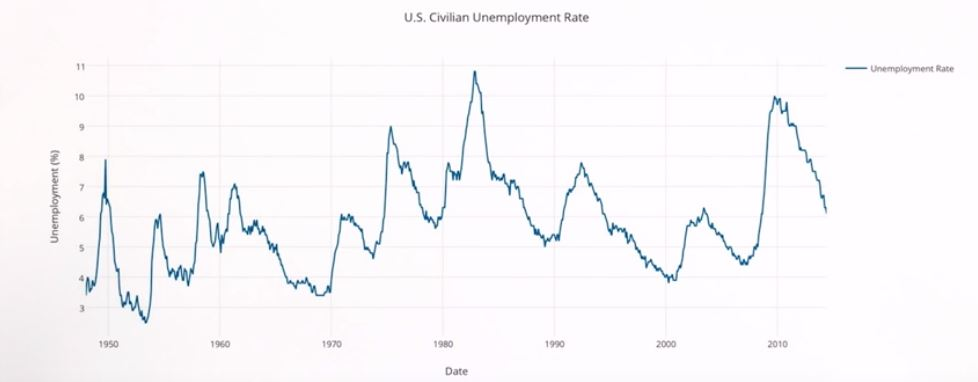 U.S. Civilian Unemployment Rate
Unemployment Rate
Unemployment (%)
11
10
9
8
7
6
5
4
3
1950 1960 1970 1980 1990 2000 2010
Date